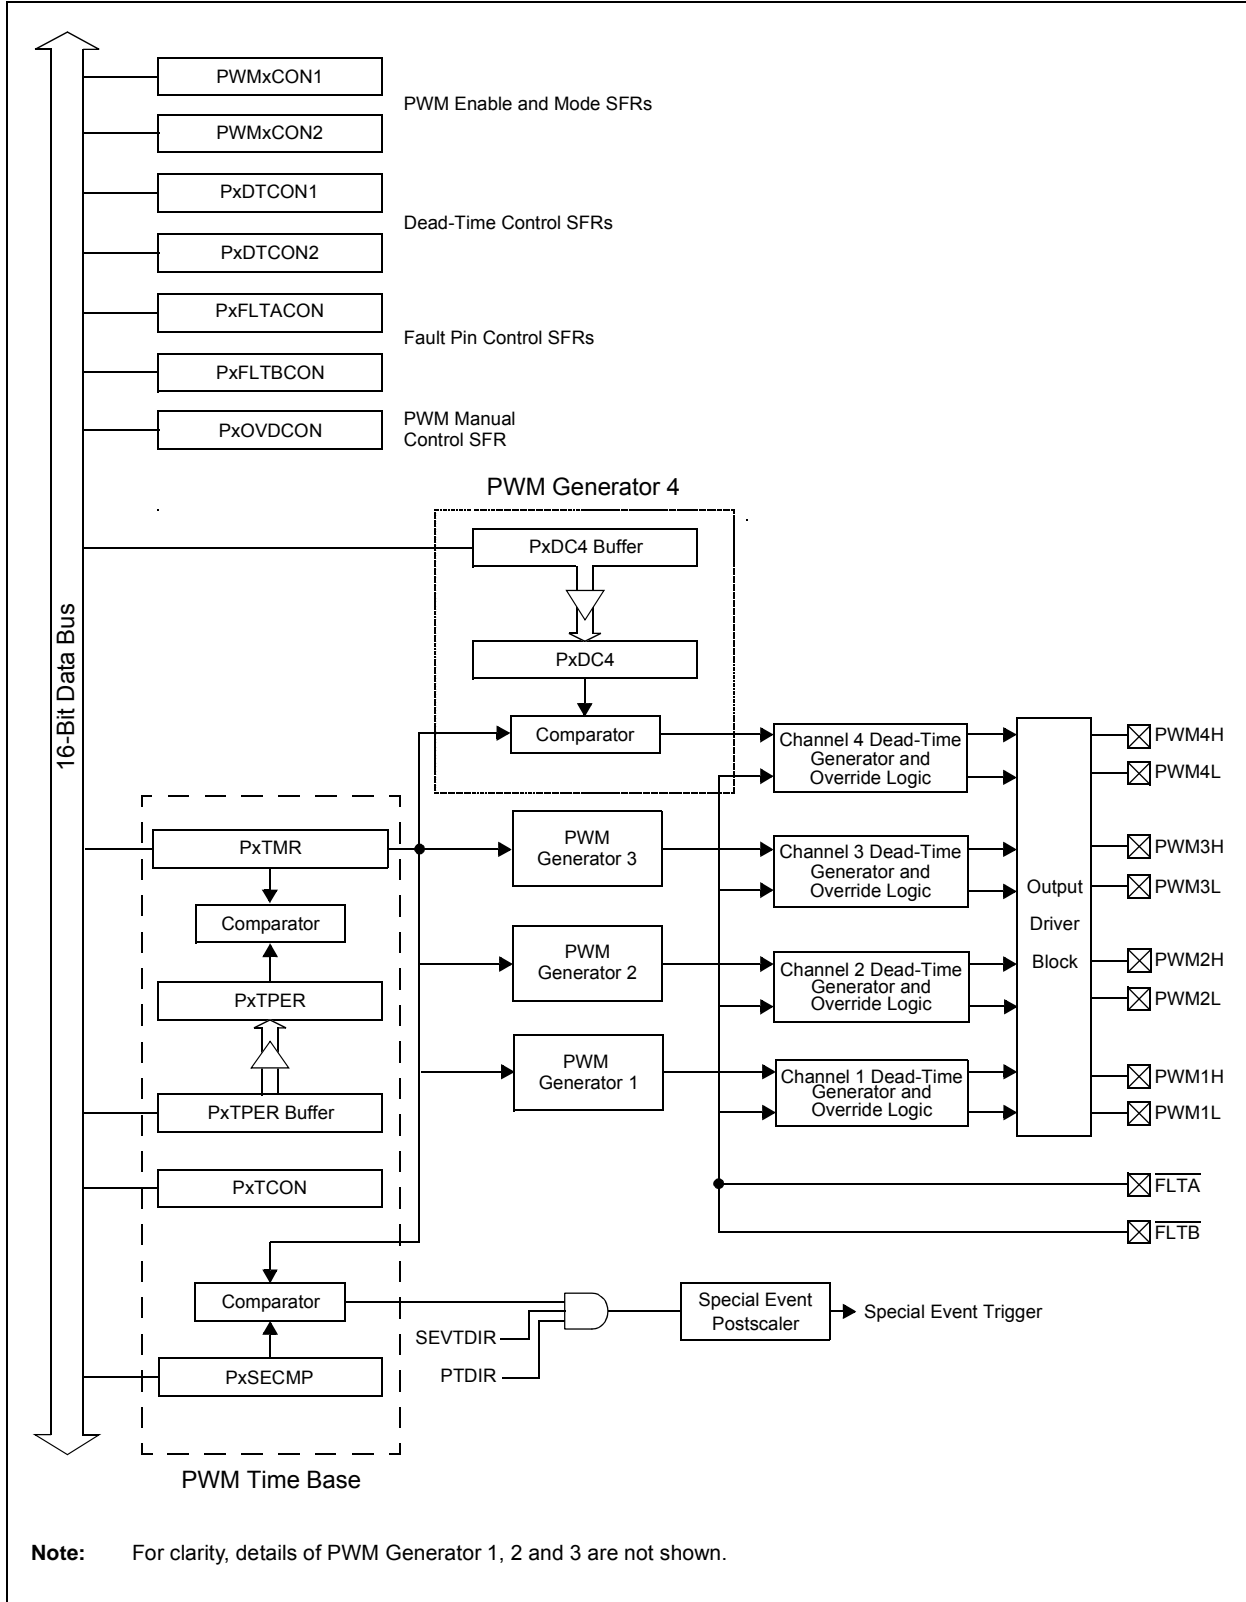 PWMxCON1
PWM Enable and Mode SFRs
PWMxCON2
PxDTCON1
Dead-Time Control SFRs
PxDTCON2
PxFLTACON
Fault Pin Control SFRs
PxFLTBCON
PxOVDCON
PWM Manual
Control SFR
16-Bit Data Bus
PWM Generator 4
PxDC4 Buffer
PxDC4
Comparator
Channel 4 Dead-Time
Generator and
Override Logic
PWM4H
PWM4L
PxTMR
Comparator
PxTPER
PxTPER Buffer
PxTCON
Comparator
PxSECMP
PWM Time Base
PWM
Generator 3
Channel 3 Dead-Time
Generator and
Override Logic
PWM3H
PWM3L
Output
Driver
Block
PWM
Generator 2
Channel 2 Dead-Time
Generator and
Override Logic
PWM2H
PWM2L
PWM
Generator 1
Channel 1 Dead-Time
Generator and
Override Logic
PWM1H
PWM1L
FLTA
FLTB
SEVTDIR
PTDIR
Special Event
Postscaler
Special Event Trigger
Note: For clarity, details of PWM Generator 1, 2 and 3 are not shown.